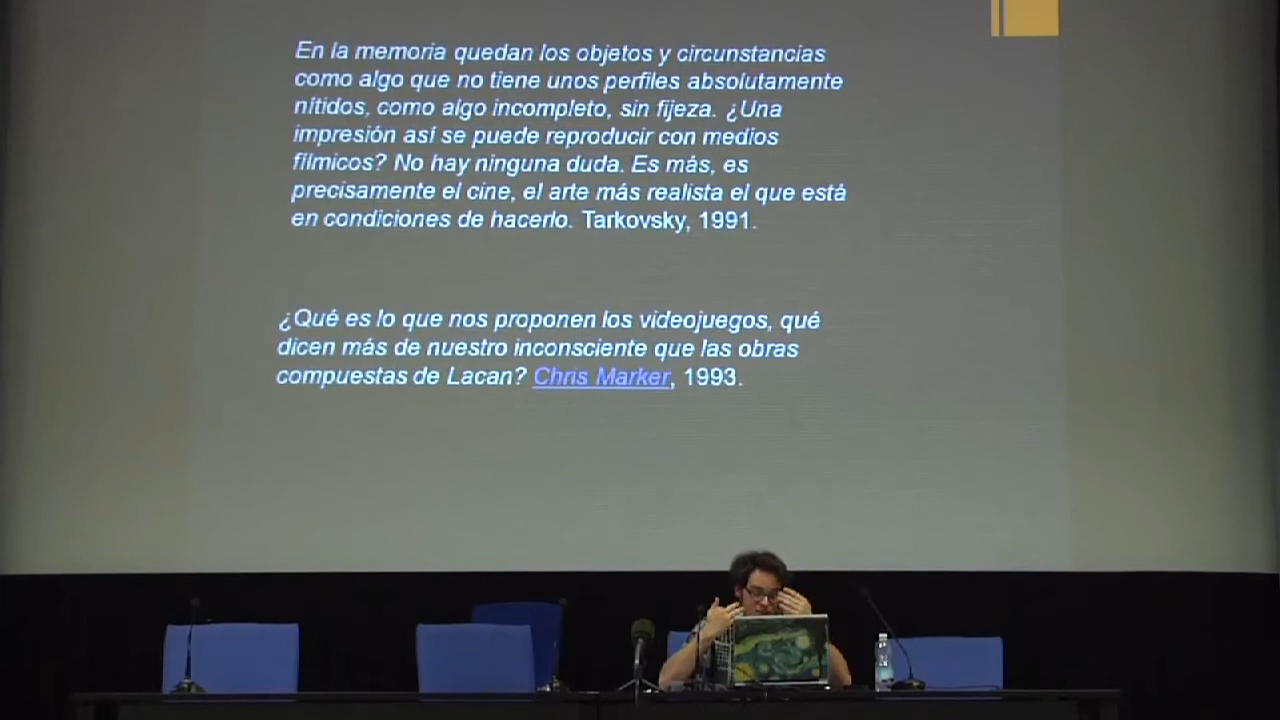 En la memoria quedan los objetos y circunstancias
como algo que no tiene unos perfiles absolutamente
nítidos, como algo incompleto, sin fijeza. ¿Una
impresión así se puede reproducir con medios
fílmicos? No hay ninguna duda. Es más, es
precisamente el cine, el arte más realista el que está
en condiciones de hacerlo. Tarkovsky, 1991.
¿Qué es lo que nos proponen los videojuegos, qué
dicen más de nuestro inconsciente que las obras
compuestas de Lacan? Chris Marker, 1993.